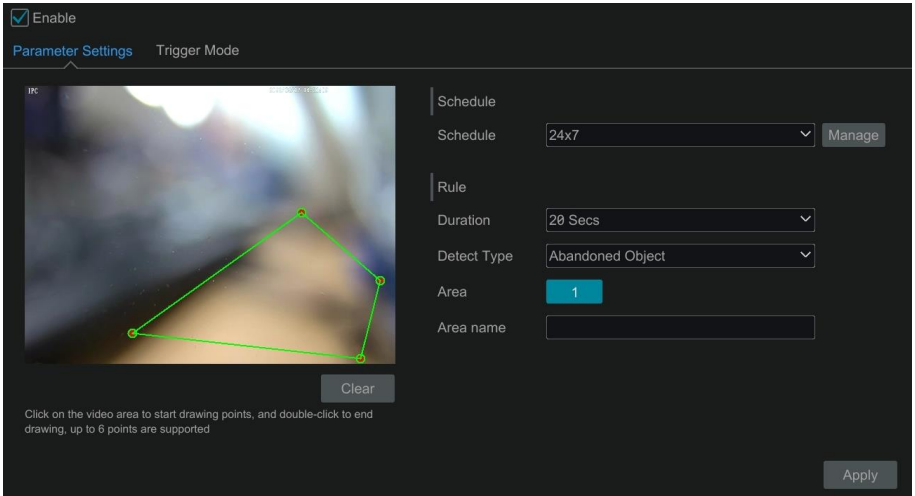 Enable
Parameter Settings Trigger Mode
IPC
Schedule
Schedule 24x7 Manage
Rule
Duration 20 Secs
Detect Type Abandoned Object
Area 1
Area name
Clear
Click on the video area to start drawing points, and double-click to end
drawing, up to 6 points are supported
Apply